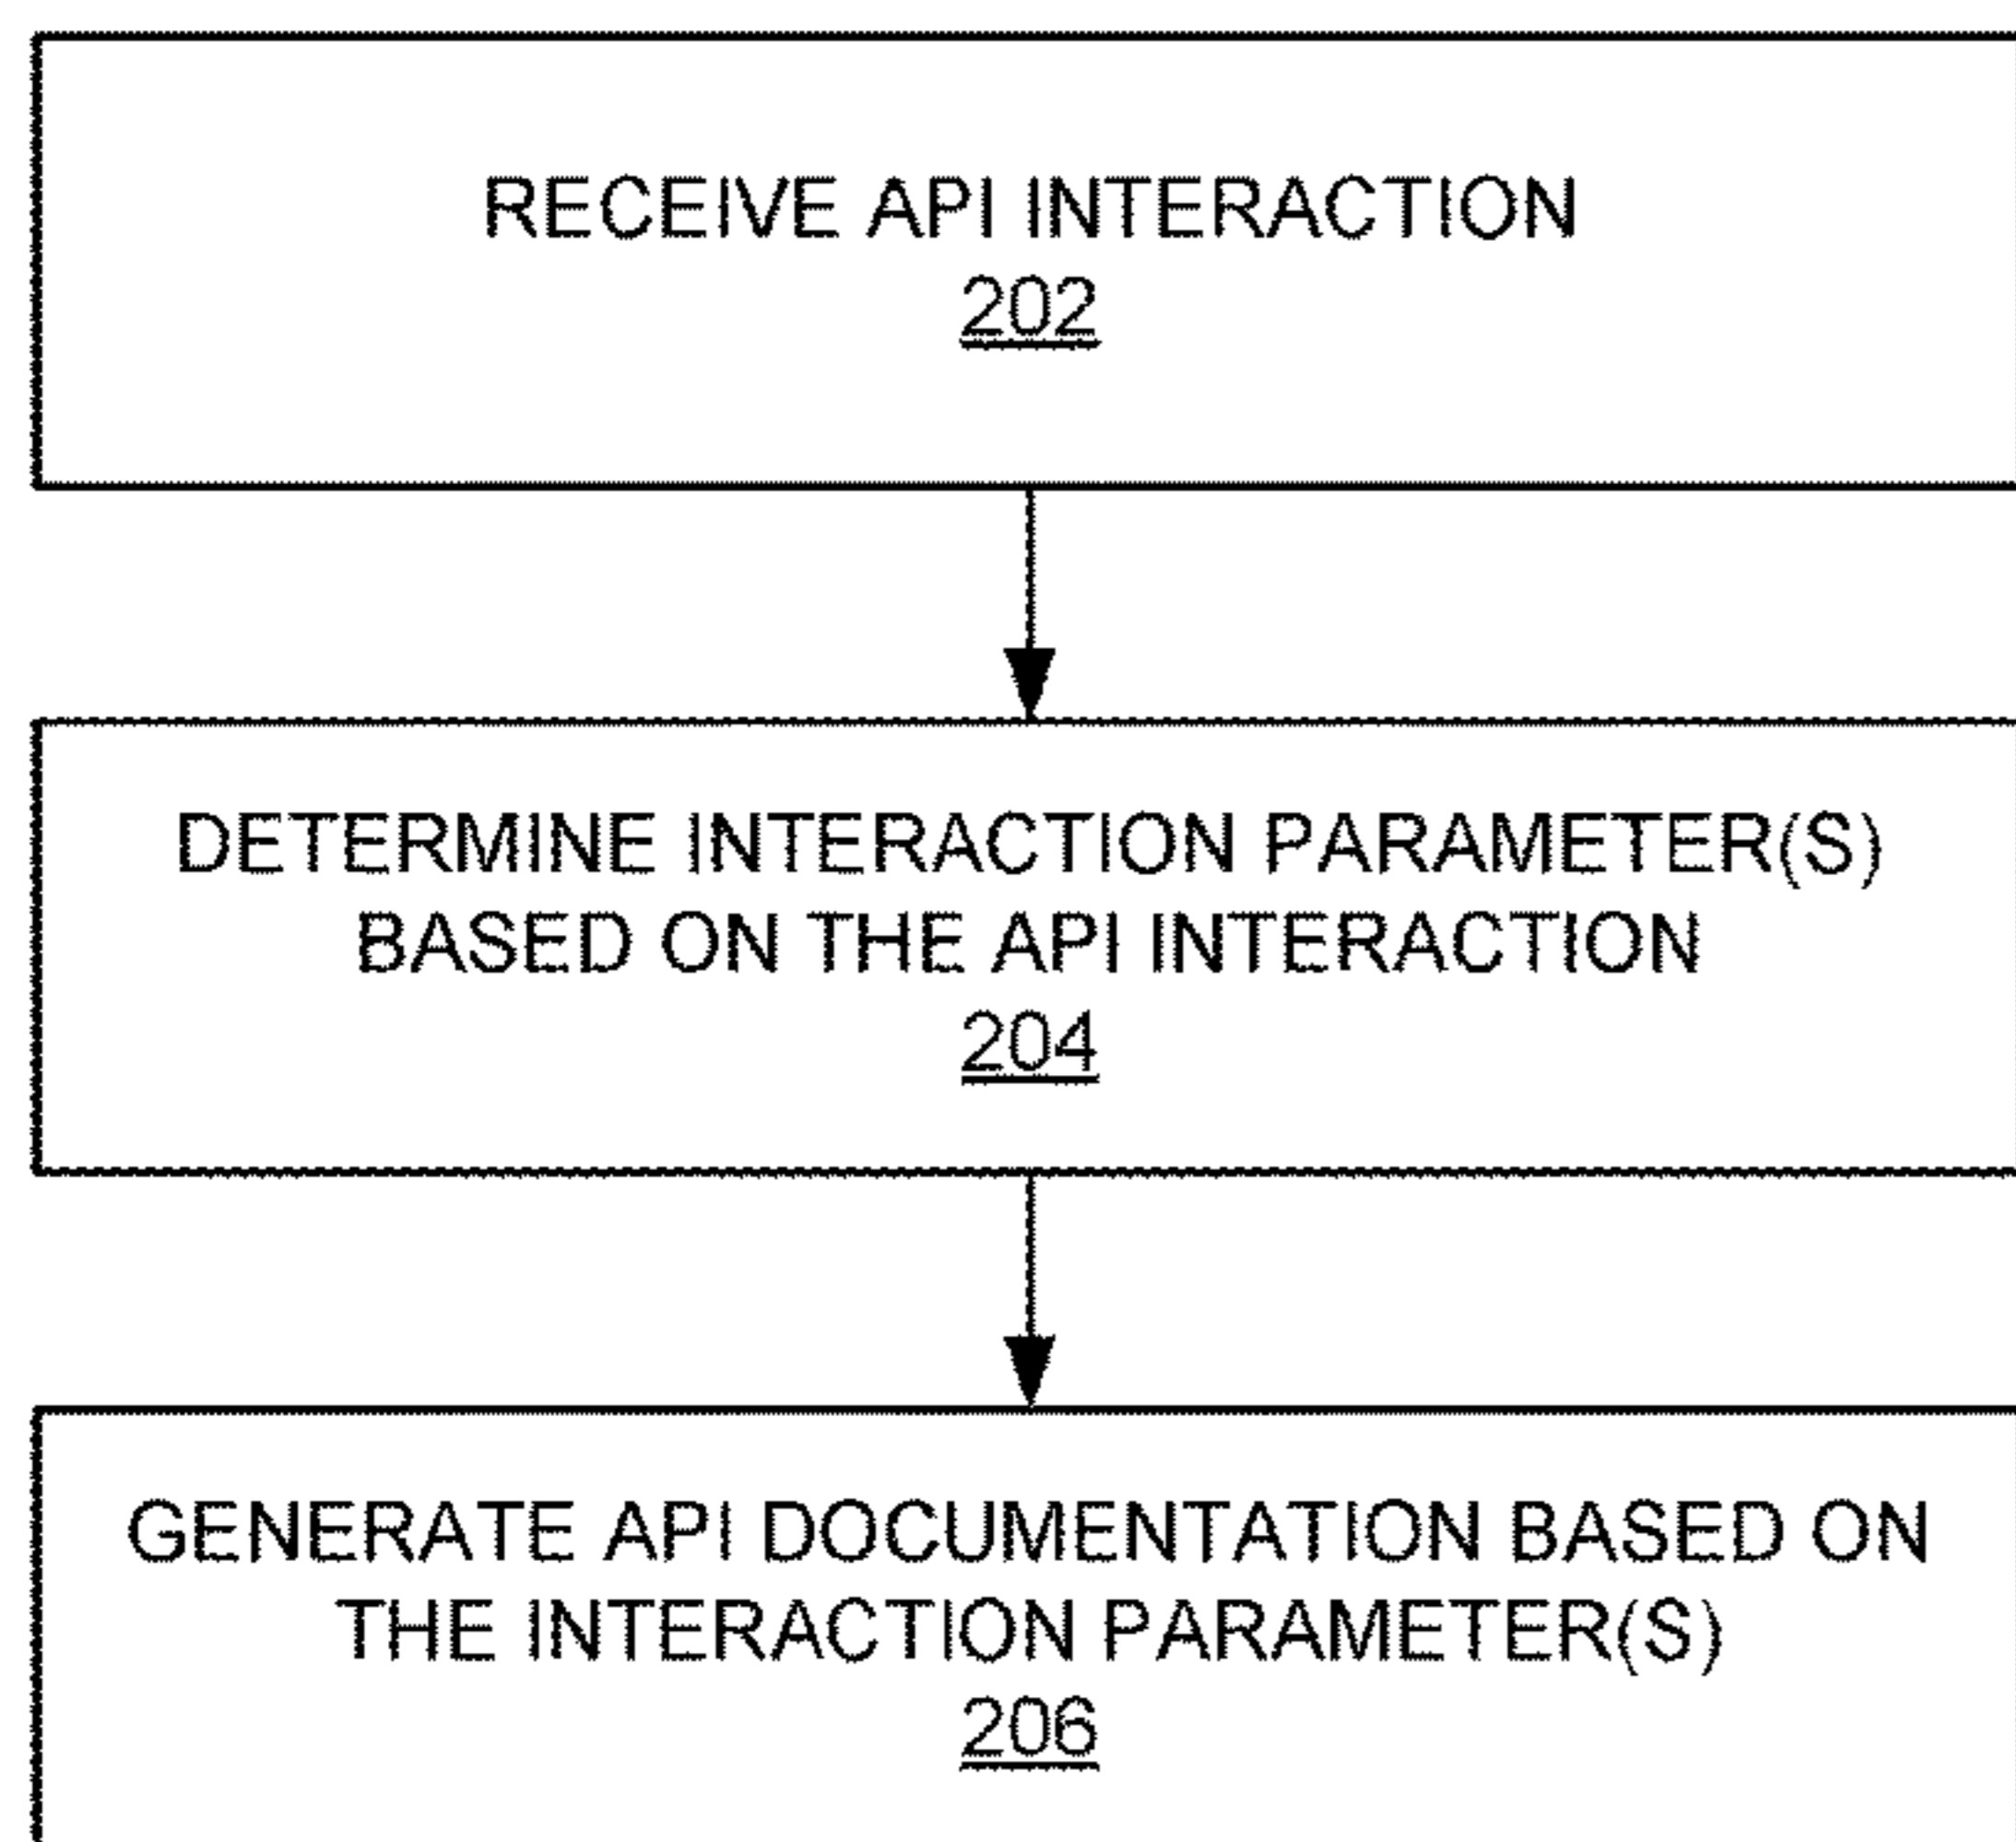 RECEIVE API INTERACTION
202
DETERMINE INTERACTION PARAMETER(S)
BASED ON THE API INTERACTION
204
GENERATE API DOCUMENTATION BASED ON
THE INTERACTION PARAMETER(S)
206